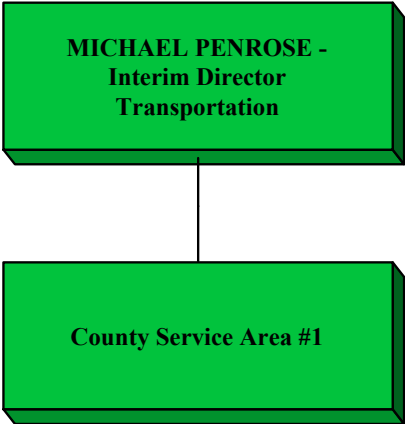 MICHAEL PENROSE -
Interim Director
Transportation
County Service Area #1